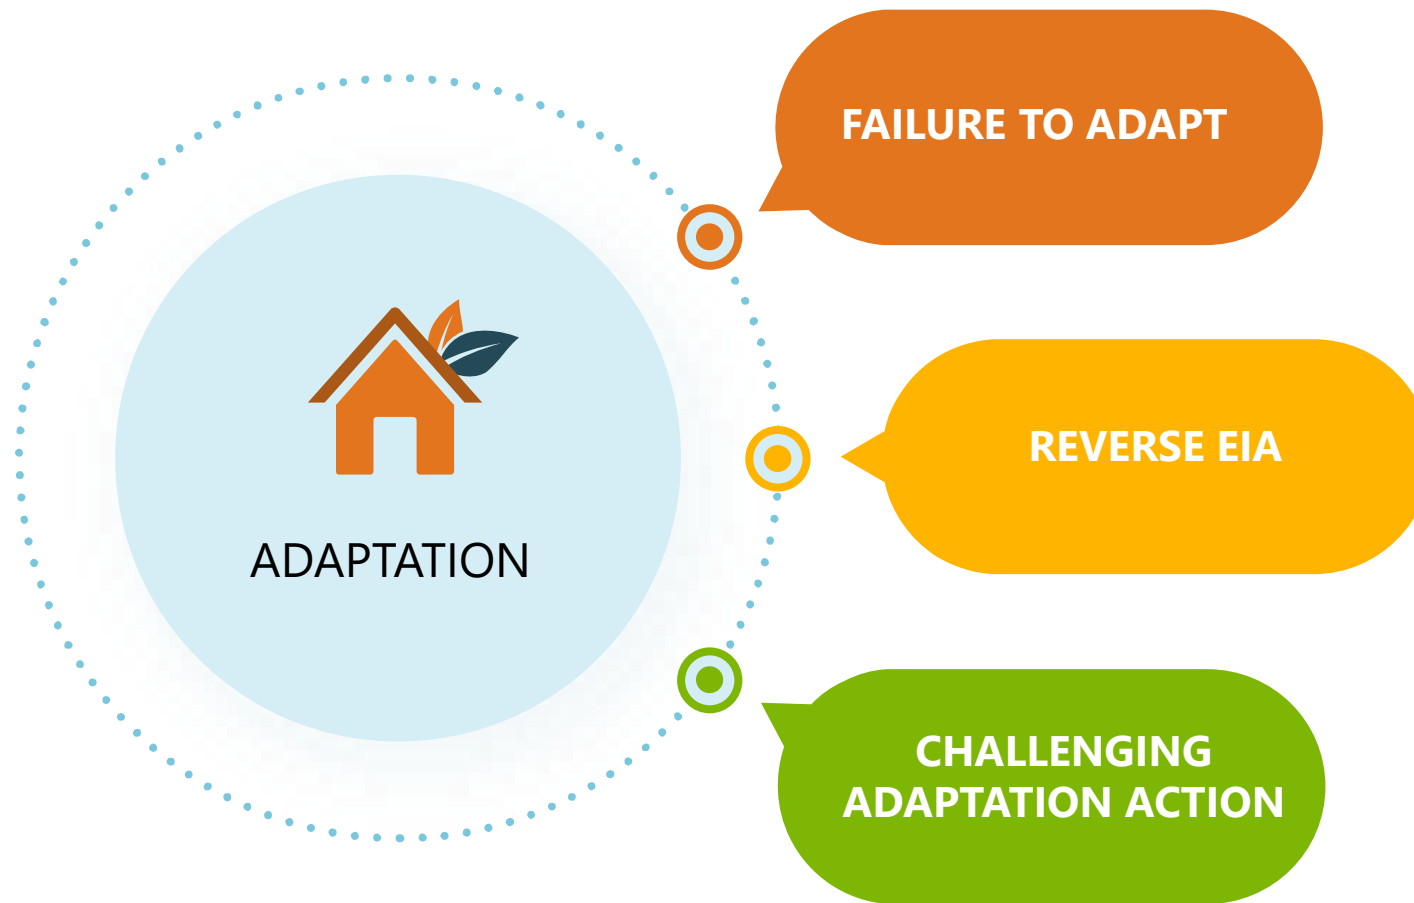 FAILURE TO ADAPT
REVERSE EIA
ADAPTATION
CHALLENGING
ADAPTATION ACTION